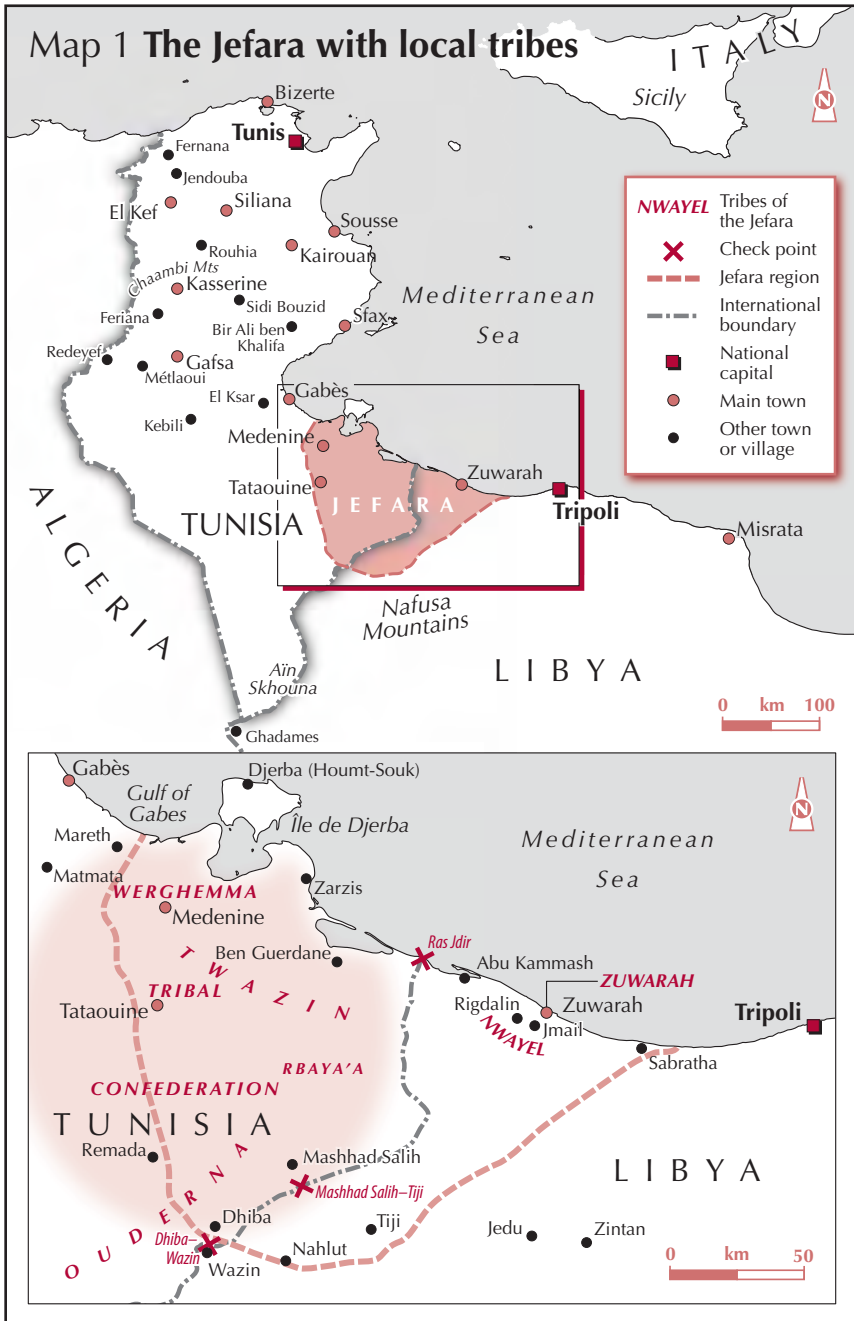 Map 1 The Jefara with local tribes
ITALY
Sicily
N
Bizerte
Tunis
Fernana
Jendouba
El Kef
Siliana
Sousse
Rouhia
Kairouan
Chaambi Mts
Kasserine
Sidi Bouzid
Feriana
Bir Ali ben
Khalifa
Sfax
Redeyef
Gafsa
Métlaoui
El Ksar
Gabès
Kebili
Medenine
Tataouine
JEFARA
Zuwarah
Tripoli
Misrata
TUNISIA
ALGERIA
Mediterranean
Sea
Nafusa
Mountains
LIBYA
Aïn
Skhouna
Ghadames
NWAYEL Tribes of
the Jefara
Check point
Jefara region
International
boundary
National
capital
Main town
Other town
or village
0 km 100
Gabès
Gulf of
Gabes
Djerba (Houmt-Souk)
Île de Djerba
N
Mediterranean
Sea
Mareth
Matmata
WERGHEMMA
Medenine
Zarzis
TWAZIN
Ben Guerdane
Ras Jdir
Abu Kammash
ZUWARAH
TRIBAL
Tataouine
Rigdalin
Zuwarah
NWAYEL
Jmail
Tripoli
Sabratha
RBAYA’A
CONFEDERATION
TUNISIA
Remada
Mashhad Salih
Mashhad Salih–Tiji
LIBYA
OUDERNA
Dhiba
Dhiba–
Wazin
Wazin
Nahlut
Tiji
Jedu
Zintan
0 km 50